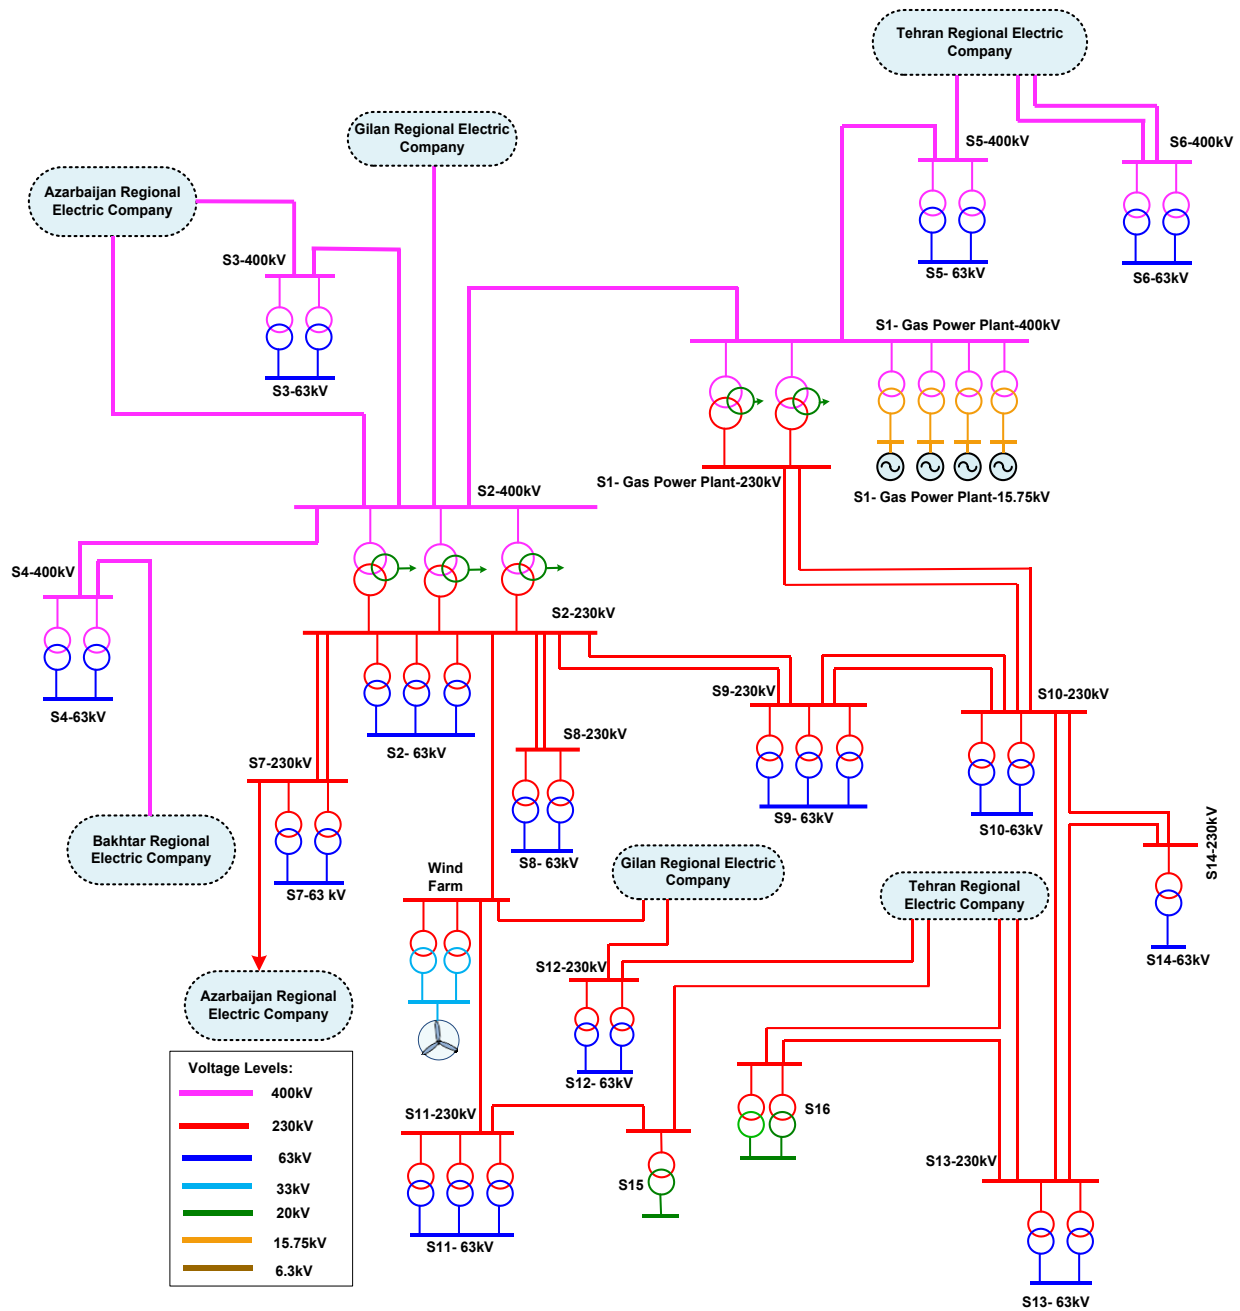 Tehran Regional Electric
Company
Gilan Regional Electric
Company
S5-400kV
S6-400kV
Azarbaijan Regional
Electric Company
S3-400kV
S5- 63kV
S6-63kV
S1- Gas Power Plant-400kV
S3-63kV
S1- Gas Power Plant-230kV
S2-400kV
S1- Gas Power Plant-15.75kV
S4-400kV
S2-230kV
S9-230kV
S10-230kV
S4-63kV
S8-230kV
S2- 63kV
S7-230kV
S14-230kV
S9- 63kV
S10-63kV
Bakhtar Regional
Electric Company
S8- 63kV
Wind
Farm
Gilan Regional Electric
Company
S7-63 kV
Tehran Regional
Electric Company
S14-63kV
S12-230kV
Azarbaijan Regional
Electric Company
Voltage Levels:
400kV
230kV
63kV
33kV
20kV
15.75kV
6.3kV
S12- 63kV
S16
S11-230kV
S13-230kV
S15
S11- 63kV
S13- 63kV